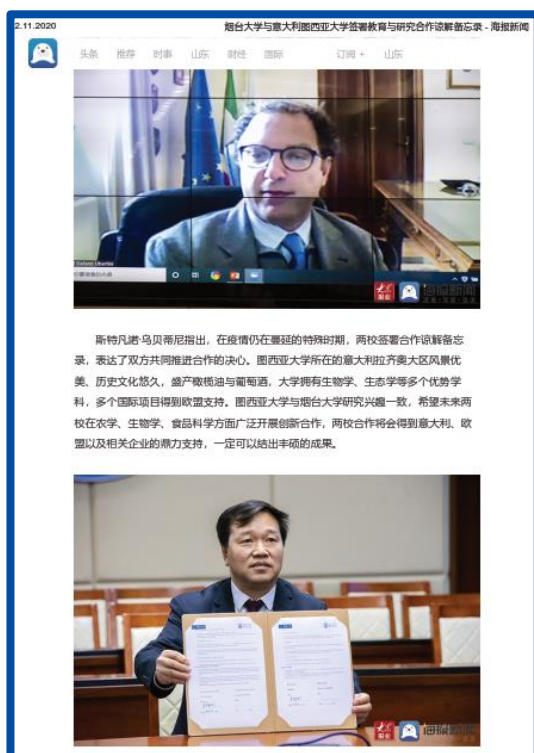 2.11.2020
烟台大学与意大利图西亚大学签署教育与研究合作谅解备忘录 - 海报新闻
头条 推荐 时事 山东 财经 国际 订阅 + 山东
海报新闻
斯特凡诺·乌贝蒂尼指出，在疫情仍在蔓延的特殊时期，两校签署合作谅解备忘
录，表达了双方共同推进合作的决心。图西亚大学所在的意大利拉齐奥大区风景优
美、历史文化悠久，盛产橄榄油与葡萄酒，大学拥有生物学、生态学等多个优势学
科，多个国际项目得到欧盟支持。图西亚大学与烟台大学研究兴趣一致，希望未来两
校在农学、生物学、食品科学方面广泛开展创新合作，两校合作将会得到意大利、欧
盟以及相关企业的鼎力支持，一定可以结出丰硕的成果。
海报新闻